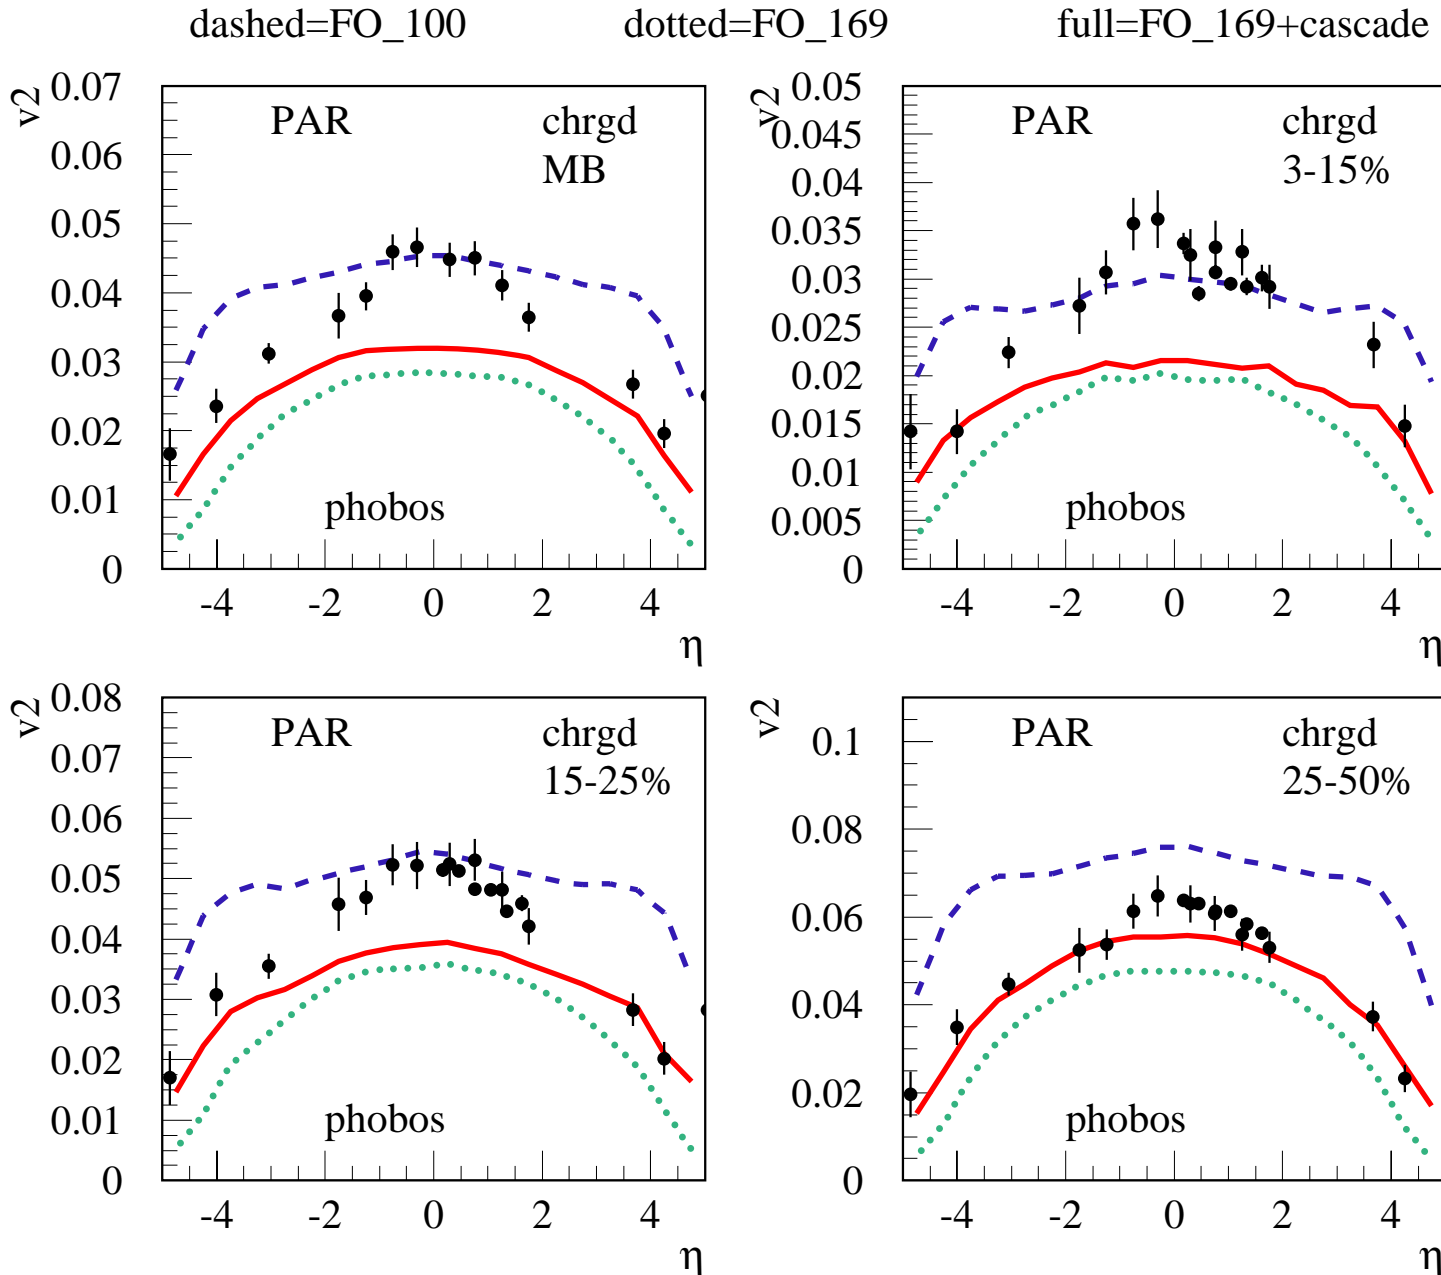 dashed=FO_100 dotted=FO_169 full=FO_169+cascade
v2
0.07
0.06
0.05
0.04
0.03
0.02
0.01
0
PAR chrgd
MB
phobos
-4 -2 0 2 4
η
v2
0.05
0.045
0.04
0.035
0.03
0.025
0.02
0.015
0.01
0.005
0
PAR chrgd
3-15%
phobos
-4 -2 0 2 4
η
v2
0.08
0.07
0.06
0.05
0.04
0.03
0.02
0.01
0
PAR chrgd
15-25%
phobos
-4 -2 0 2 4
η
v2
0.1
0.08
0.06
0.04
0.02
0
PAR chrgd
25-50%
phobos
-4 -2 0 2 4
η